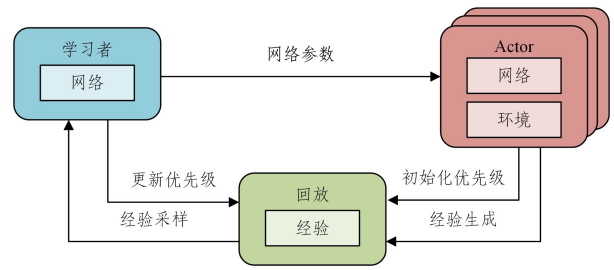 学习者
网络
网络参数
Actor
网络
环境
更新优先级
初始化优先级
经验采样
回放
经验生成
经验